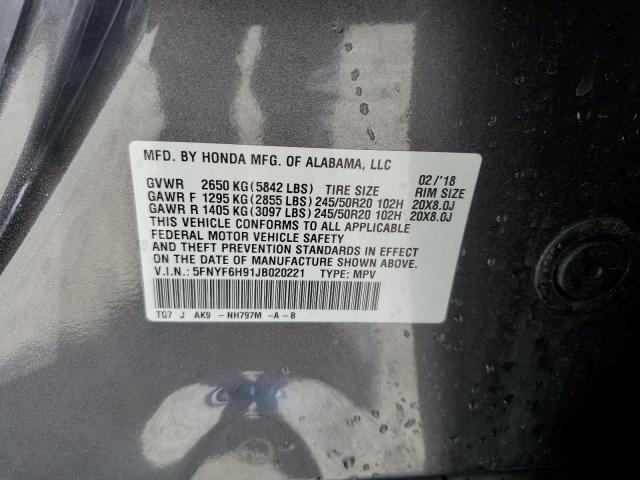 MFD. BY HONDA MFG. OF ALABAMA, LLC
02/'18
GVWR 2650 KG(5842 LBS) TIRE SIZE RIM SIZE
GAWR F 1295 KG(2855 LBS) 245/50R20 102H 20X8.0J
GAWR R 1405 KG(3097 LBS) 245/50R20 102H 20X8.0J
THIS VEHICLE CONFORMS TO ALL APPLICABLE
FEDERAL MOTOR VEHICLE SAFETY
AND THEFT PREVENTION STANDARDS IN EFFECT
ON THE DATE OF MANUFACTURE SHOWN ABOVE.
V.I.N.: 5FNYF6H91JB020221 TYPE: MPV
TG7 J AK9 -NH797M -A-B